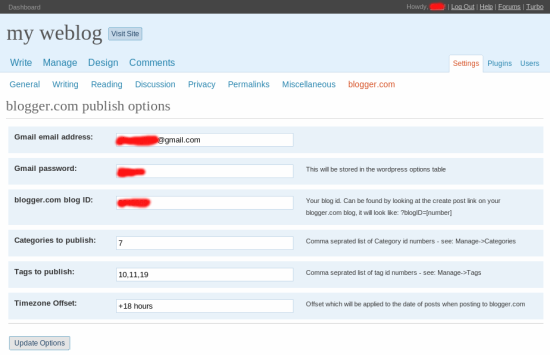 Dashboard
Howdy, ! | Log Out | Help | Forums | Turbo
my weblog Visit Site
Write Manage Design Comments
Settings Plugins Users
General Writing Reading Discussion Privacy Permalinks Miscellaneous blogger.com
blogger.com publish options
Gmail email address: @gmail.com
Gmail password: This will be stored in the wordpress options table
blogger.com blog ID: Your blog id. Can be found by looking at the create post link on your
blogger.com blog, it will look like: ?blogID=[number]
Categories to publish: 7 Comma seprated list of Category id numbers - see: Manage->Categories
Tags to publish: 10,11,19 Comma seprated list of tag id numbers - see: Manage->Tags
Timezone Offset: +18 hours Offset which will be applied to the date of posts when posting to blogger.com
Update Options